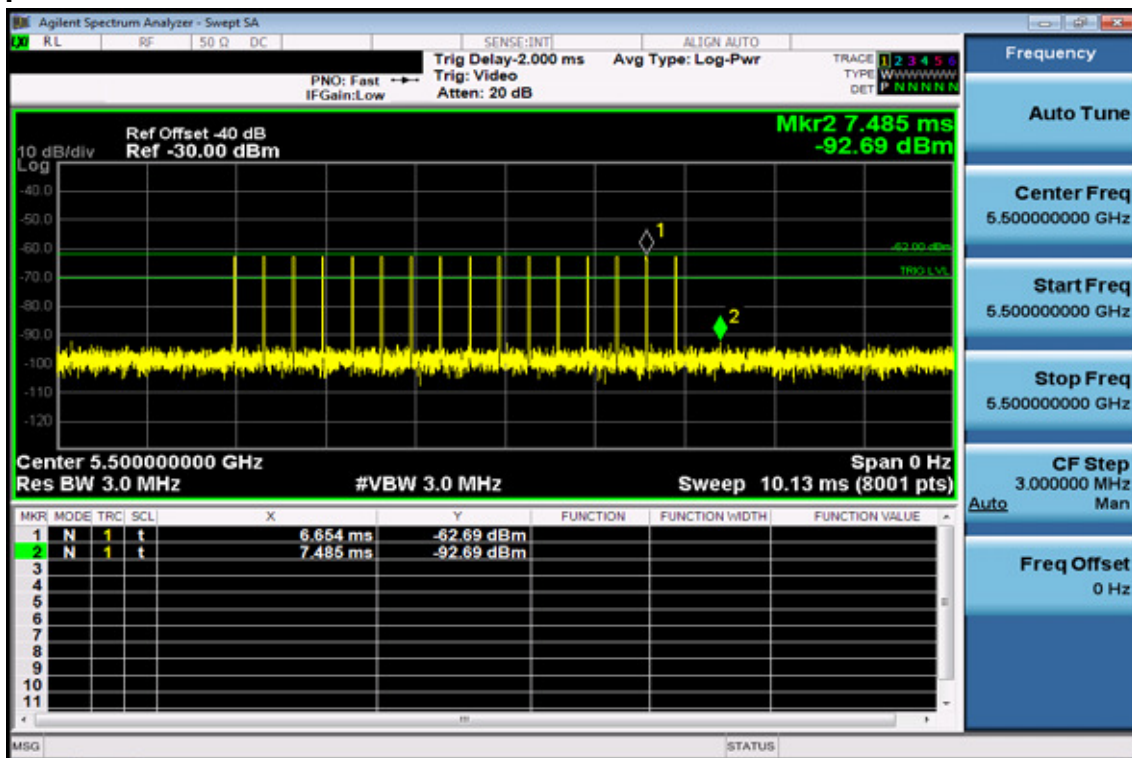 Agilent Spectrum Analyzer - Swept SA
RL RF 50 Ω DC SENSE:INT ALIGN AUTO
Trig Delay-2.000 ms Avg Type: Log-Pwr TRACE 1 2 3 4 5 6
PNO: Fast Trig: Video TYPE WWWWWW
IFGain:Low Atten: 20 dB DET P N N N N N
Mkr2 7.485 ms
-92.69 dBm
Ref Offset -40 dB
10 dB/div Ref -30.00 dBm
Log
-40.0
-50.0
1
-60.0
-62.00 dBm
-70.0
TRIG LVL
-80.0
2
-90.0
-100
-110
-120
Center 5.500000000 GHz Span 0 Hz
Res BW 3.0 MHz #VBW 3.0 MHz Sweep 10.13 ms (8001 pts)
MKR MODE TRC SCL X Y FUNCTION FUNCTION WIDTH FUNCTION VALUE
1 N 1 t 6.654 ms -62.69 dBm
2 N 1 t 7.485 ms -92.69 dBm
3
4
5
6
7
8
9
10
11
MSG STATUS
Frequency
Auto Tune
Center Freq
5.500000000 GHz
Start Freq
5.500000000 GHz
Stop Freq
5.500000000 GHz
CF Step
3.000000 MHz
Auto Man
Freq Offset
0 Hz